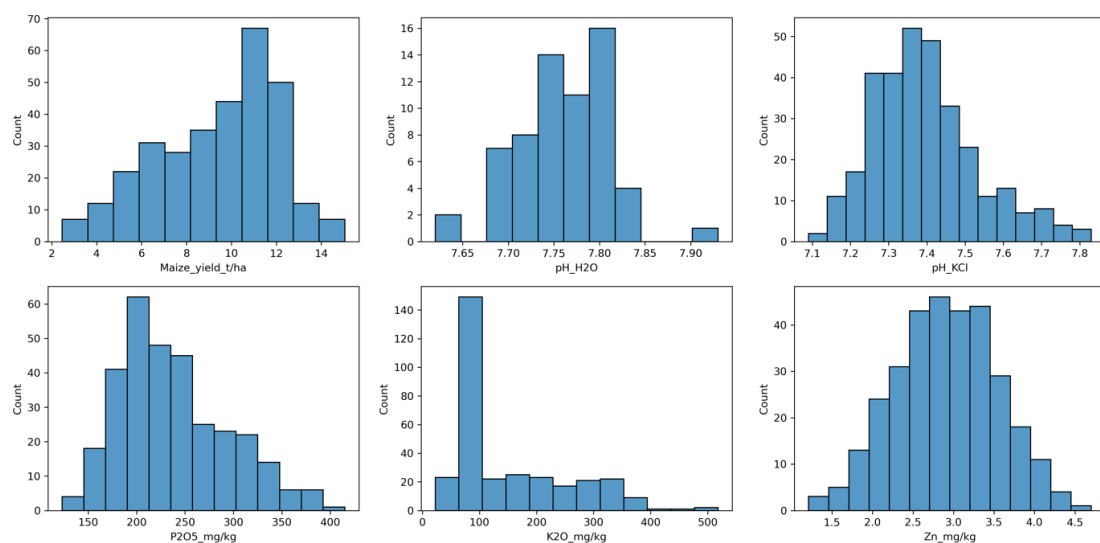 70
60
50
40
30
20
10
0
Count
2 4 6 8 10 12 14
Maize_yield_t/ha
16
14
12
10
8
6
4
2
0
Count
7.65 7.70 7.75 7.80 7.85 7.90
pH_H2O
50
40
30
20
10
0
Count
7.1 7.2 7.3 7.4 7.5 7.6 7.7 7.8
pH_KCl
60
50
40
30
20
10
0
Count
150 200 250 300 350 400
P2O5_mg/kg
140
120
100
80
60
40
20
0
Count
0 100 200 300 400 500
K2O_mg/kg
40
30
20
10
0
Count
1.5 2.0 2.5 3.0 3.5 4.0 4.5
Zn_mg/kg